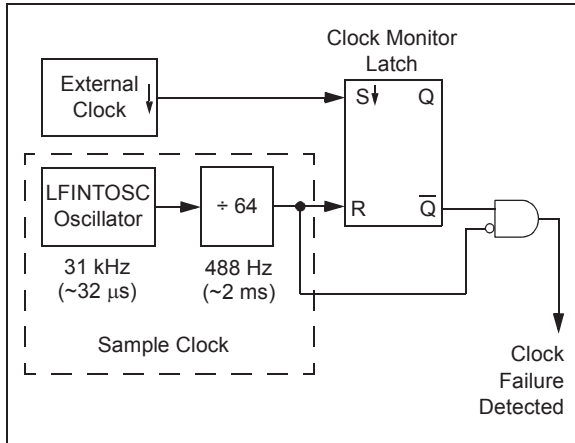 Clock Monitor
Latch
External
Clock
S
Q
LFINTOSC
Oscillator
÷ 64
R
Q̅
31 kHz
(~32 μs)
488 Hz
(~2 ms)
Sample Clock
Clock
Failure
Detected